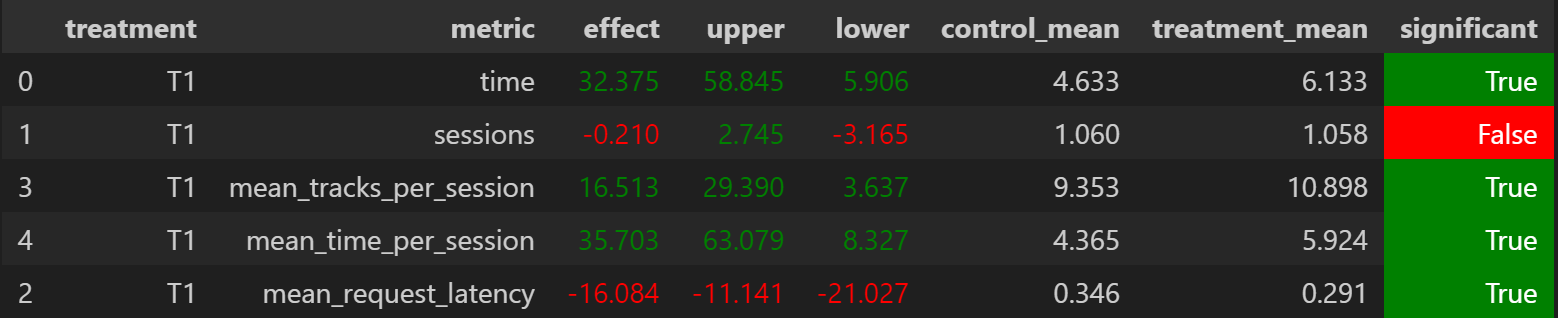 treatment metric effect upper lower control_mean treatment_mean significant
0 T1 time 32.375 58.845 5.906 4.633 6.133 True
1 T1 sessions -0.210 2.745 -3.165 1.060 1.058 False
3 T1 mean_tracks_per_session 16.513 29.390 3.637 9.353 10.898 True
4 T1 mean_time_per_session 35.703 63.079 8.327 4.365 5.924 True
2 T1 mean_request_latency -16.084 -11.141 -21.027 0.346 0.291 True